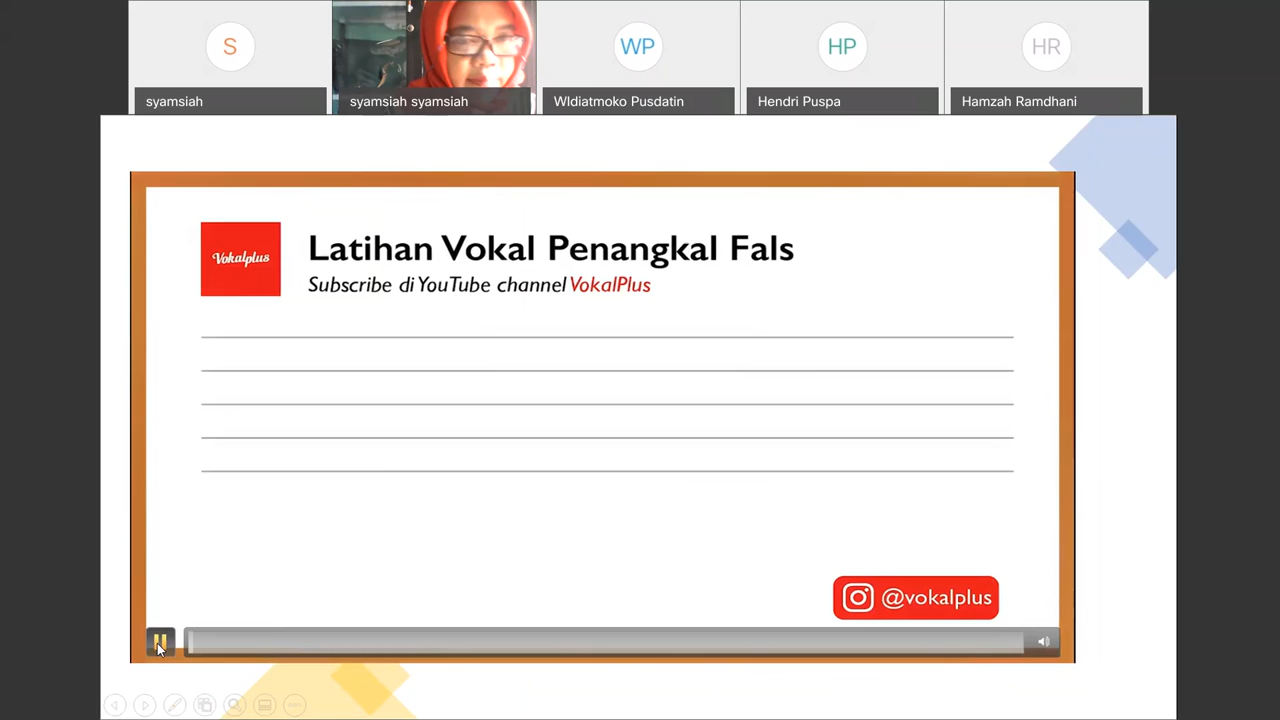 S
WP
HP
HR
syamsiah
syamsiah syamsiah
WIdiatmoko Pusdatin
Hendri Puspa
Hamzah Ramdhani
Vokalplus
Latihan Vokal Penangkal Fals
Subscribe di YouTube channel VokalPlus
@vokalplus